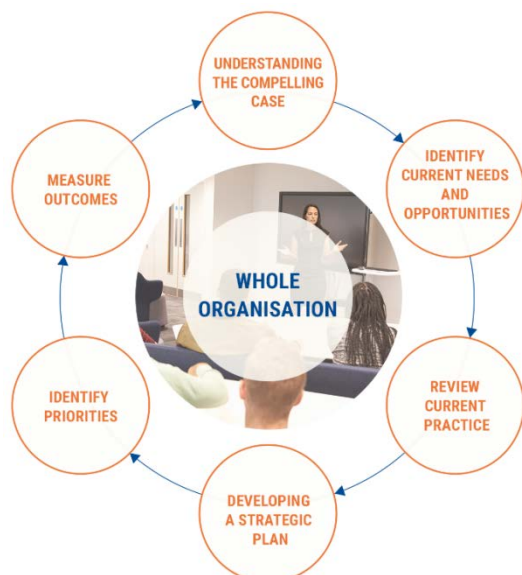 UNDERSTANDING
THE COMPELLING
CASE
IDENTIFY
CURRENT NEEDS
AND
OPPORTUNITIES
REVIEW
CURRENT
PRACTICE
DEVELOPING
A STRATEGIC
PLAN
IDENTIFY
PRIORITIES
MEASURE
OUTCOMES
WHOLE
ORGANISATION